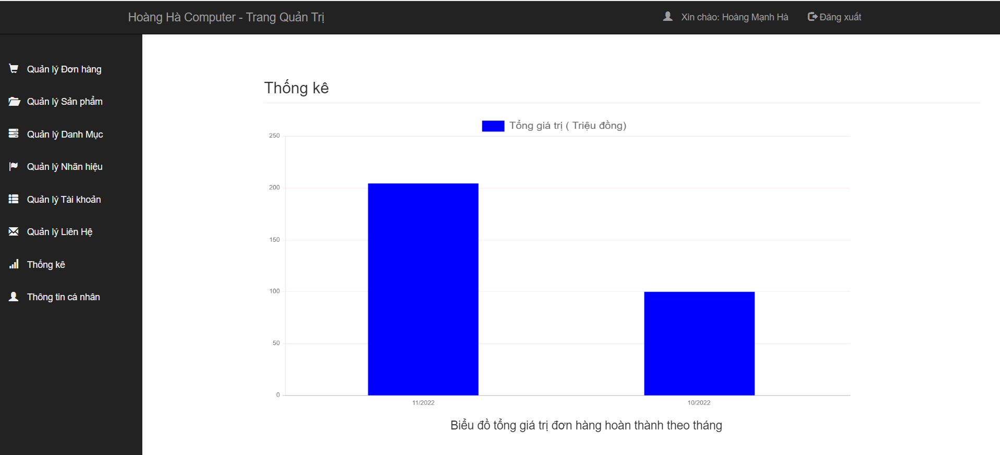 Hoàng Hà Computer - Trang Quản Trị
Xin chào: Hoàng Mạnh Hà
Đăng xuất
Quản lý Đơn hàng
Quản lý Sản phẩm
Quản lý Danh Mục
Quản lý Nhãn hiệu
Quản lý Tài khoản
Quản lý Liên Hệ
Thống kê
Thông tin cá nhân
Thống kê
Tổng giá trị ( Triệu đồng)
250
200
150
100
50
0
11/2022
10/2022
Biểu đồ tổng giá trị đơn hàng hoàn thành theo tháng